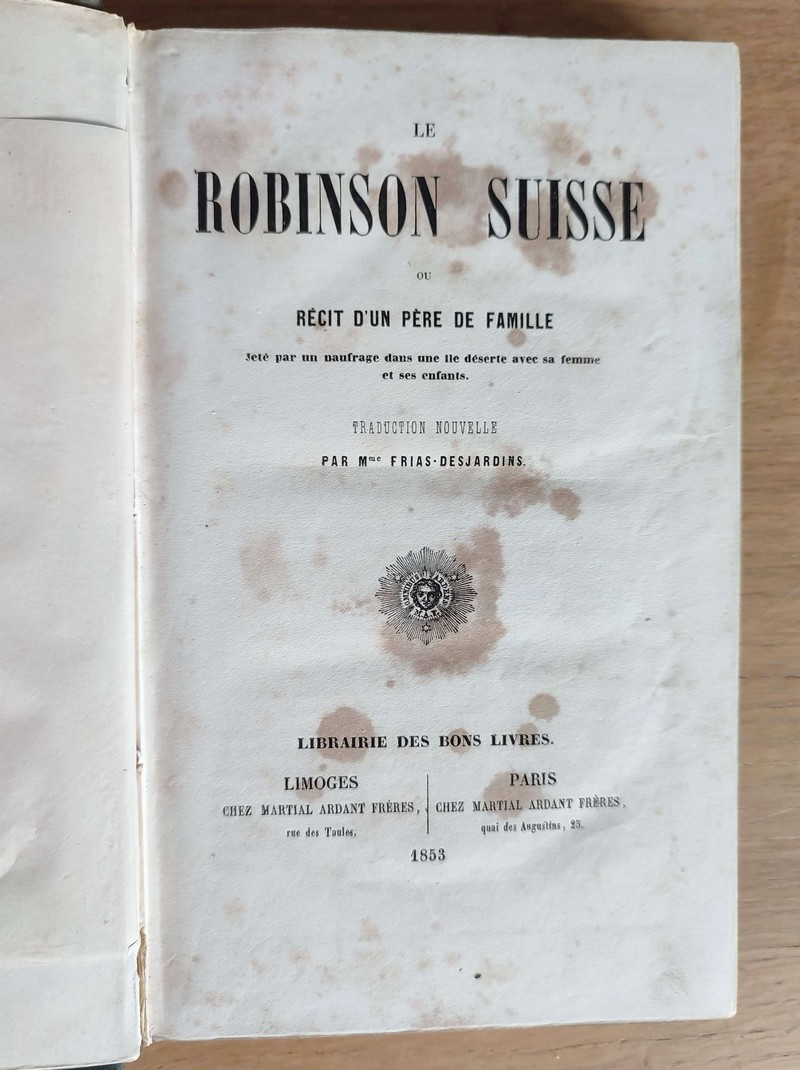 LE
ROBINSON SUISSE
OU
RÉCIT D'UN PÈRE DE FAMILLE
Jeté par un naufrage dans une île déserte avec sa femme
et ses enfants.
TRADUCTION NOUVELLE
PAR Mme FRIAS-DESJARDINS.
OMNIBUS ARDENS
M.A.F.
LIBRAIRIE DES BONS LIVRES.
LIMOGES
CHEZ MARTIAL ARDANT FRÈRES,
rue des Taules.
PARIS
CHEZ MARTIAL ARDANT FRÈRES,
quai des Augustins, 25.
1853